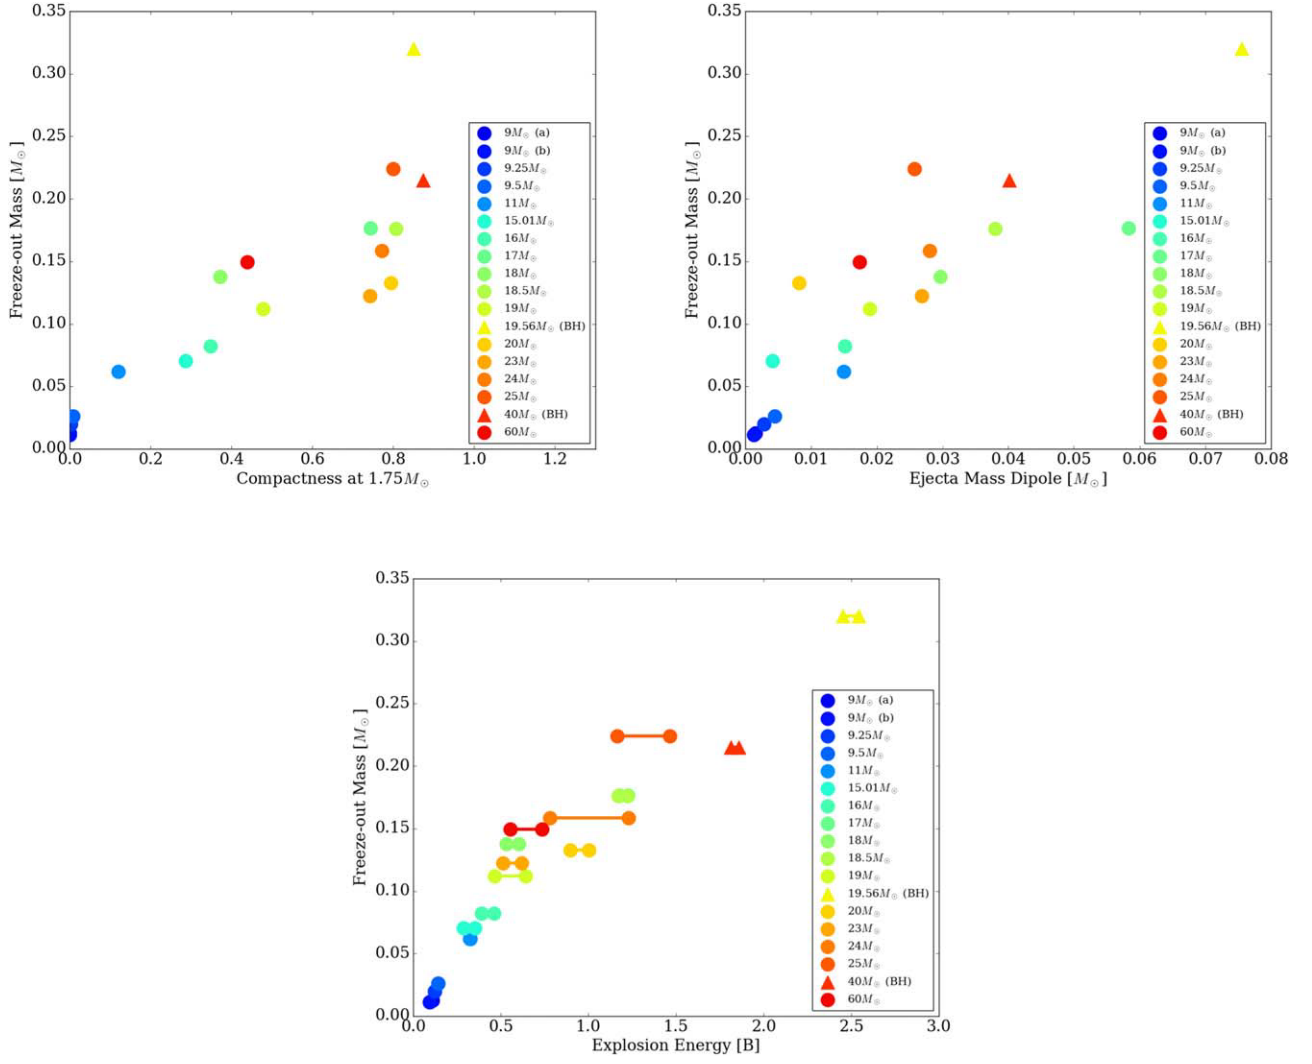 0.35
0.30
0.25
0.20
0.15
0.10
0.05
0.00
Freeze-out Mass [M☉]
0.0 0.2 0.4 0.6 0.8 1.0 1.2
Compactness at 1.75M☉
9M☉ (a)
9M☉ (b)
9.25M☉
9.5M☉
11M☉
15.01M☉
16M☉
17M☉
18M☉
18.5M☉
19M☉
19.56M☉ (BH)
20M☉
23M☉
24M☉
25M☉
40M☉ (BH)
60M☉
0.35
0.30
0.25
0.20
0.15
0.10
0.05
0.00
Freeze-out Mass [M☉]
0.00 0.01 0.02 0.03 0.04 0.05 0.06 0.07 0.08
Ejecta Mass Dipole [M☉]
9M☉ (a)
9M☉ (b)
9.25M☉
9.5M☉
11M☉
15.01M☉
16M☉
17M☉
18M☉
18.5M☉
19M☉
19.56M☉ (BH)
20M☉
23M☉
24M☉
25M☉
40M☉ (BH)
60M☉
0.35
0.30
0.25
0.20
0.15
0.10
0.05
0.00
Freeze-out Mass [M☉]
0.0 0.5 1.0 1.5 2.0 2.5 3.0
Explosion Energy [B]
9M☉ (a)
9M☉ (b)
9.25M☉
9.5M☉
11M☉
15.01M☉
16M☉
17M☉
18M☉
18.5M☉
19M☉
19.56M☉ (BH)
20M☉
23M☉
24M☉
25M☉
40M☉ (BH)
60M☉